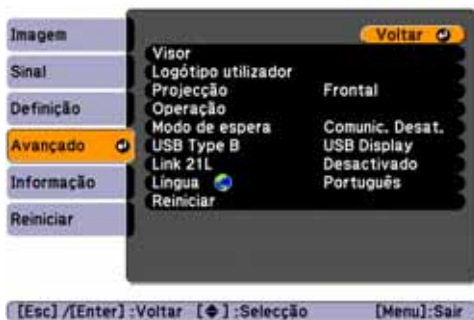 Imagem
Sinal
Definição
Avançado
Informação
Reiniciar
Voltar
Visor
Logótipo utilizador
Projecção Frontal
Operação
Modo de espera Comunic. Desat.
USB Type B USB Display
Link 21L Desactivado
Língua Português
Reiniciar
[Esc] /[Enter] :Voltar [◆] :Selecção [Menu]:Sair